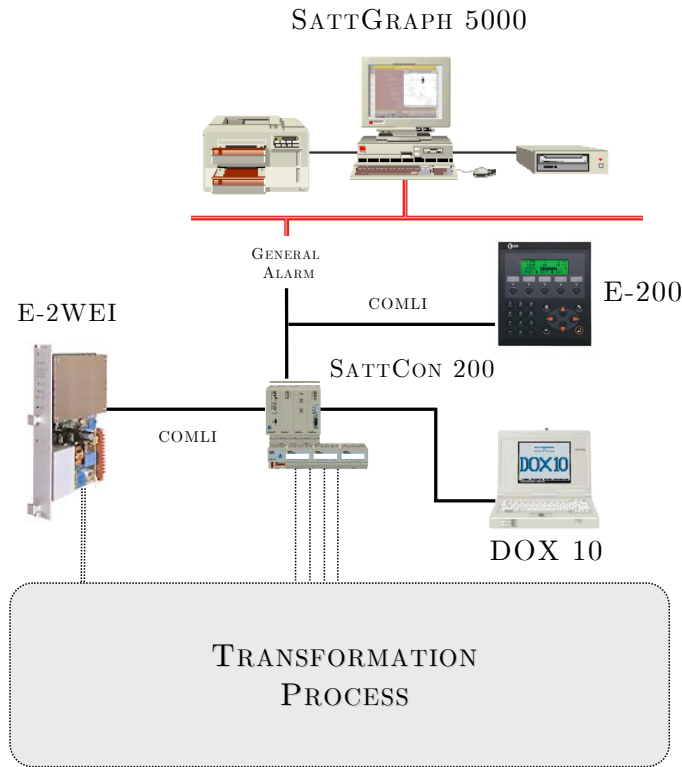 SATTGRAPH 5000
GENERAL
ALARM
COMLI
E-200
E-2WEI
SATTCON 200
COMLI
DOX10
DOX 10
TRANSFORMATION
PROCESS